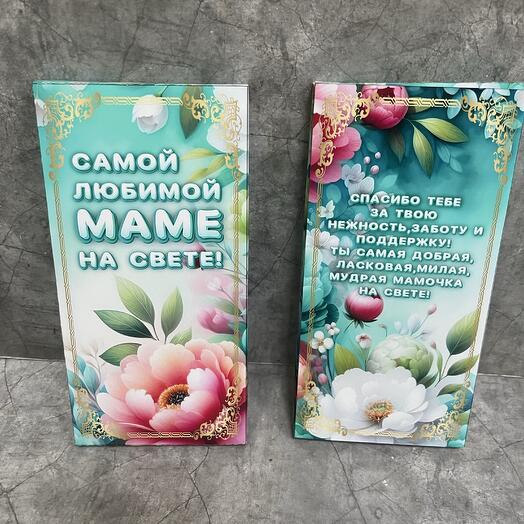 САМОЙ
ЛЮБИМОЙ
МАМЕ
НА СВЕТЕ!
СПАСИБО ТЕБЕ
ЗА ТВОЮ
НЕЖНОСТЬ,ЗАБОТУ И
ПОДДЕРЖКУ!
ТЫ САМАЯ ДОБРАЯ,
ЛАСКОВАЯ,МИЛАЯ,
МУДРАЯ МАМОЧКА
НА СВЕТЕ!